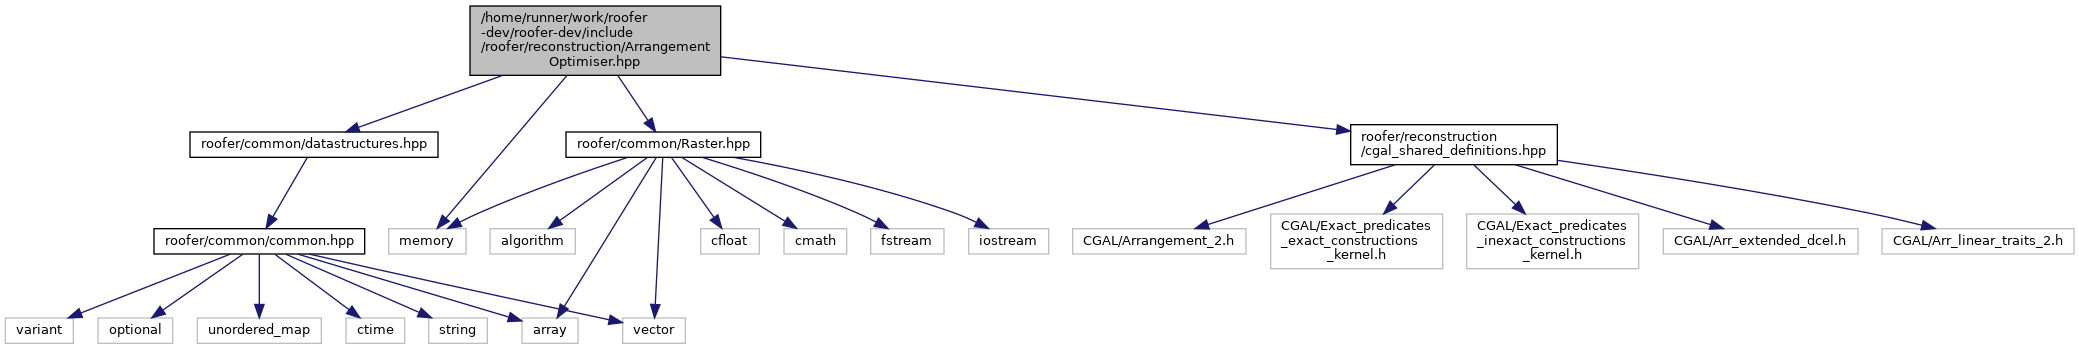 /home/runner/work/roofer
-dev/roofer-dev/include
/roofer/reconstruction/Arrangement
Optimiser.hpp
roofer/common/datastructures.hpp
roofer/common/Raster.hpp
roofer/reconstruction
/cgal_shared_definitions.hpp
roofer/common/common.hpp
memory
algorithm
cfloat
cmath
fstream
iostream
CGAL/Arrangement_2.h
CGAL/Exact_predicates
_exact_constructions
_kernel.h
CGAL/Exact_predicates
_inexact_constructions
_kernel.h
CGAL/Arr_extended_dcel.h
CGAL/Arr_linear_traits_2.h
variant
optional
unordered_map
ctime
string
array
vector